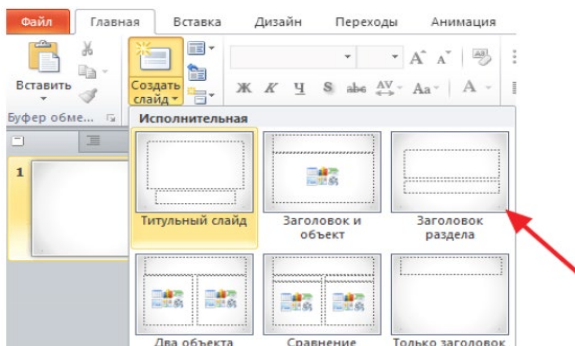 Файл Главная Вставка Дизайн Переходы Анимация
Вставить
Создать слайд
Ж К Ч S abc AV Aa A
Буфер обме...
Исполнительная
1
Титульный слайд
Заголовок и объект
Заголовок раздела
Два объекта
Сравнение
Только заголовок